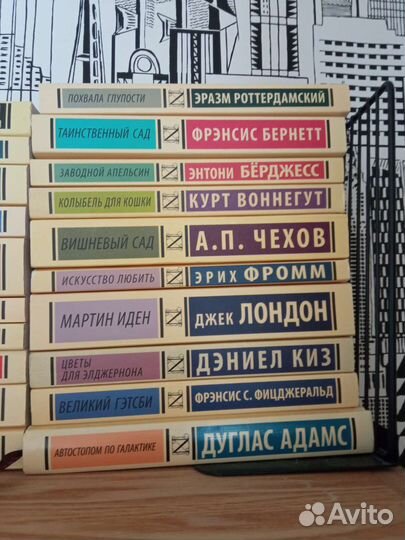 ПОХВАЛА ГЛУПОСТИ ЭРАЗМ РОТТЕРДАМСКИЙ
ТАИНСТВЕННЫЙ САД ФРЭНСИС БЕРНЕТТ
ЗАВОДНОЙ АПЕЛЬСИН ЭНТОНИ БЁРДЖЕСС
КОЛЫБЕЛЬ ДЛЯ КОШКИ КУРТ ВОННЕГУТ
ВИШНЕВЫЙ САД А.П. ЧЕХОВ
ИСКУССТВО ЛЮБИТЬ ЭРИХ ФРОММ
МАРТИН ИДЕН ДЖЕК ЛОНДОН
ЦВЕТЫ
ДЛЯ ЭЛДЖЕРНОНА ДЭНИЕЛ КИЗ
ВЕЛИКИЙ ГЭТСБИ ФРЭНСИС С. ФИЦДЖЕРАЛЬД
АВТОСТОПОМ ПО ГАЛАКТИКЕ ДУГЛАС АДАМС
Avito